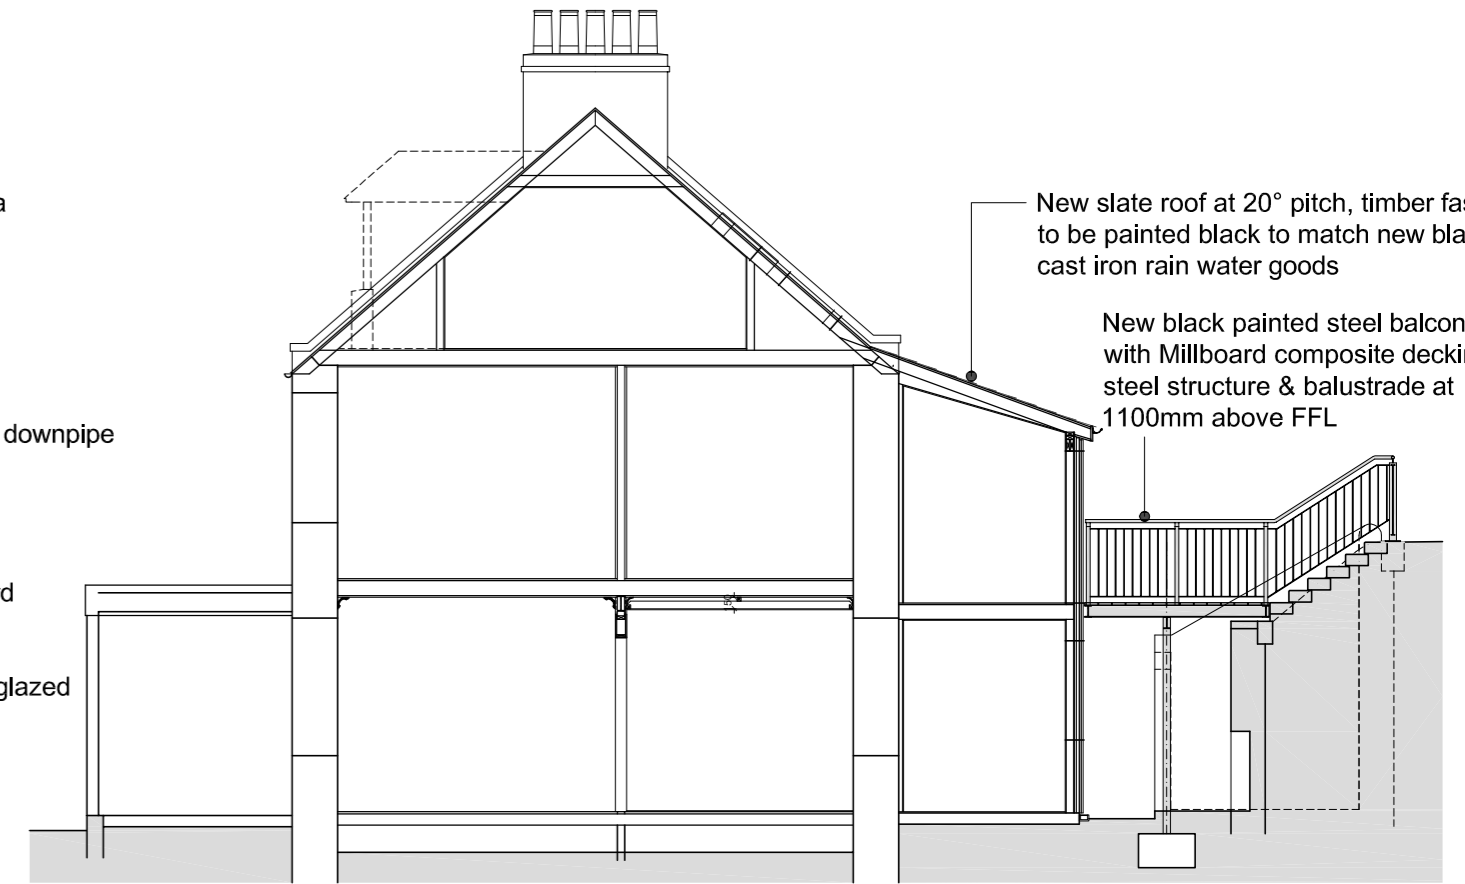 a
New slate roof at 20° pitch, timber fas
to be painted black to match new bla
cast iron rain water goods
New black painted steel balcon
with Millboard composite deckin
steel structure & balustrade at
1100mm above FFL
downpipe
rd
glazed
150